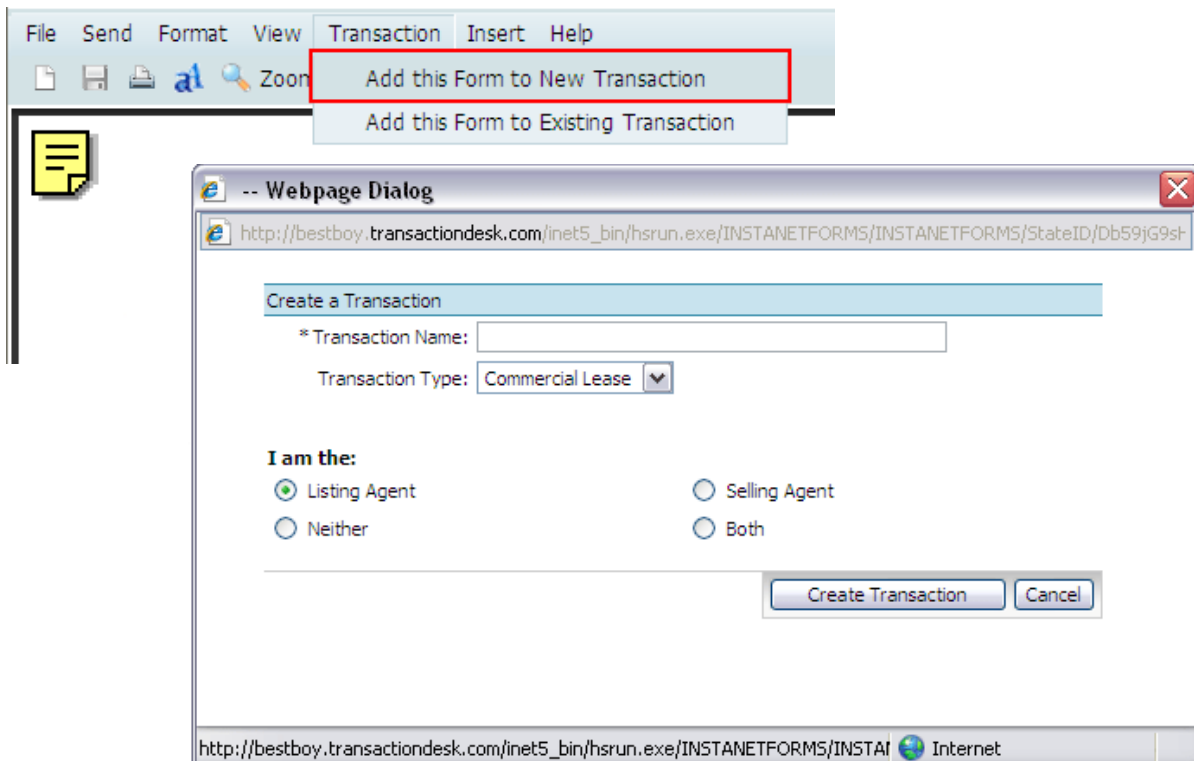 File Send Format View Transaction Insert Help
Zoom
Add this Form to New Transaction
Add this Form to Existing Transaction
-- Webpage Dialog
http://bestboy.transactiondesk.com/inet5_bin/hsrun.exe/INSTANETFORMS/INSTANETFORMS/StateID/Db59jG9sH
Create a Transaction
* Transaction Name:
Transaction Type: Commercial Lease
I am the:
Listing Agent Selling Agent
Neither Both
Create Transaction Cancel
http://bestboy.transactiondesk.com/inet5_bin/hsrun.exe/INSTANETFORMS/INSTAI Internet